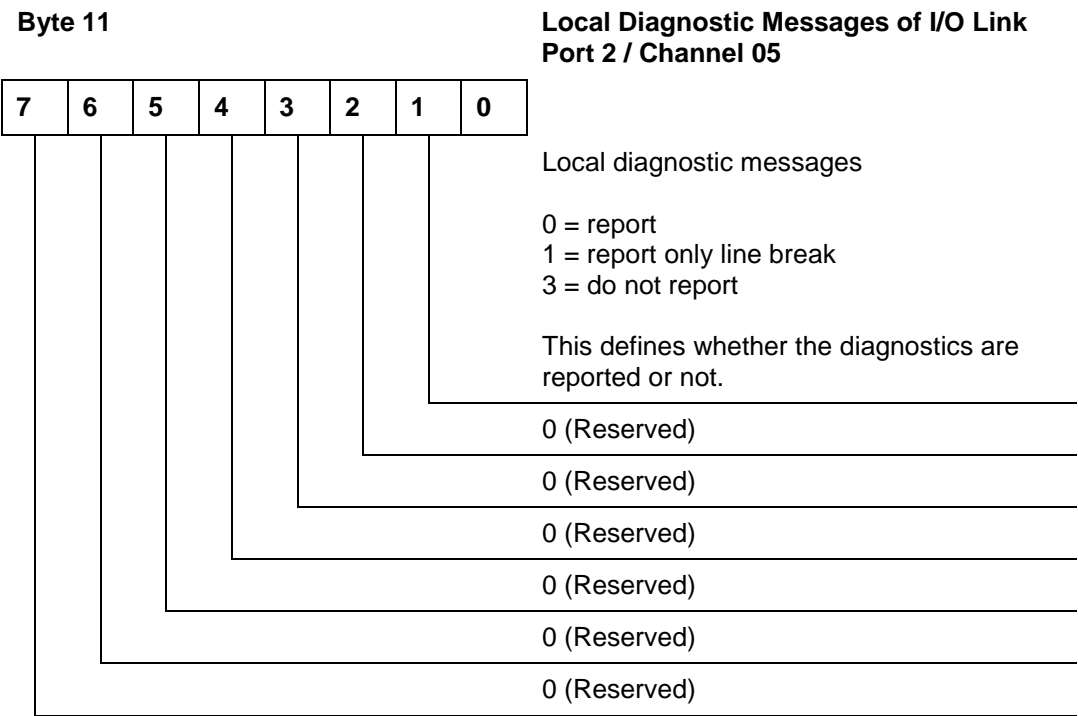 Byte 11
Local Diagnostic Messages of I/O Link
Port 2 / Channel 05
7 6 5 4 3 2 1 0
Local diagnostic messages
0 = report
1 = report only line break
3 = do not report
This defines whether the diagnostics are
reported or not.
0 (Reserved)
0 (Reserved)
0 (Reserved)
0 (Reserved)
0 (Reserved)
0 (Reserved)